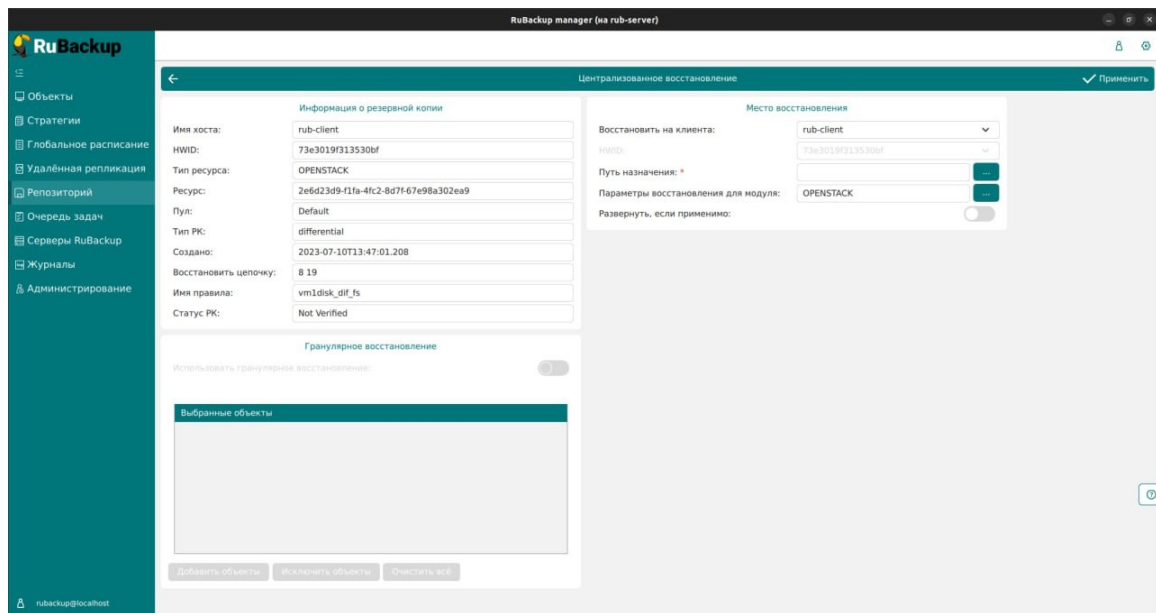 RuBackup manager (на rub-server)
RuBackup
Объекты
Стратегии
Глобальное расписание
Удалённая репликация
Репозиторий
Очередь задач
Серверы RuBackup
Журналы
Администрирование
rubackup@localhost
Централизованное восстановление
Применить
Информация о резервной копии
Имя хоста: rub-client
HWID: 73e3019f313530bf
Тип ресурса: OPENSTACK
Ресурс: 2e6d23d9-f1fa-4fc2-8d7f-67e98a302ea9
Пул: Default
Тип РК: differential
Создано: 2023-07-10T13:47:01.208
Восстановить цепочку: 8 19
Имя правила: vm1disk_dif_fs
Статус РК: Not Verified
Гранулярное восстановление
Использовать гранулярное восстановление:
Выбранные объекты
Добавить объекты Исключить объекты Очистить всё
Место восстановления
Восстановить на клиента: rub-client
HWID: 73e3019f313530bf
Путь назначения: * ...
Параметры восстановления для модуля: OPENSTACK ...
Развернуть, если применимо: